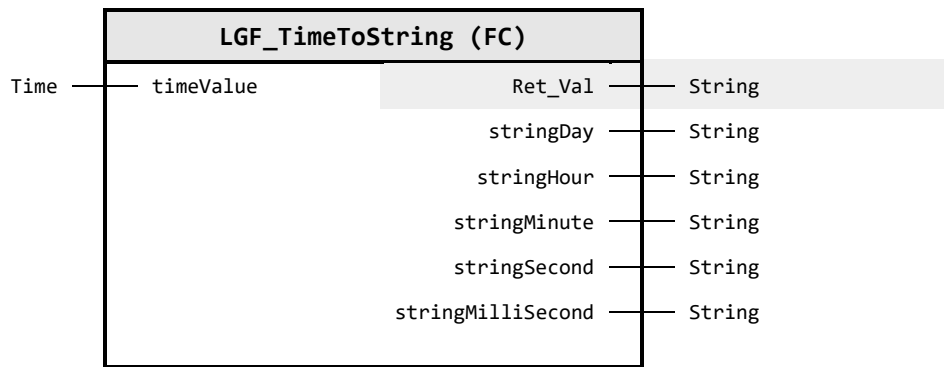 LGF_TimeToString (FC)
Time timeValue Ret_Val String
stringDay String
stringHour String
stringMinute String
stringSecond String
stringMilliSecond String